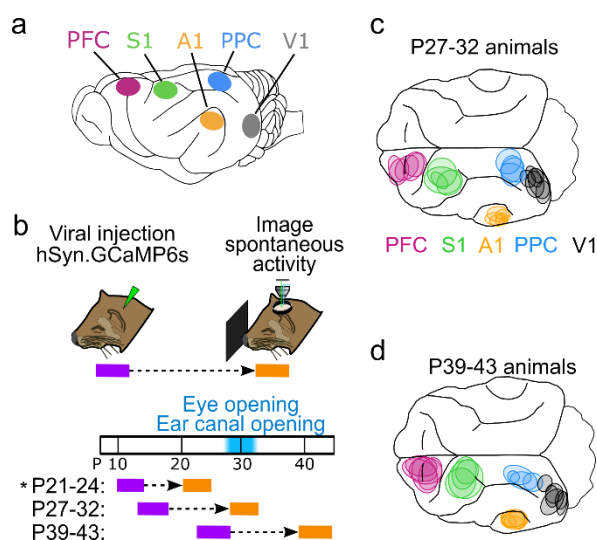 a
PFC S1 A1 PPC V1
b
Viral injection
hSyn.GCaMP6s
Image
spontaneous
activity
Eye opening
Ear canal opening
P 10 20 30 40
* P21-24:
P27-32:
P39-43:
c
P27-32 animals
PFC S1 A1 PPC V1
d
P39-43 animals